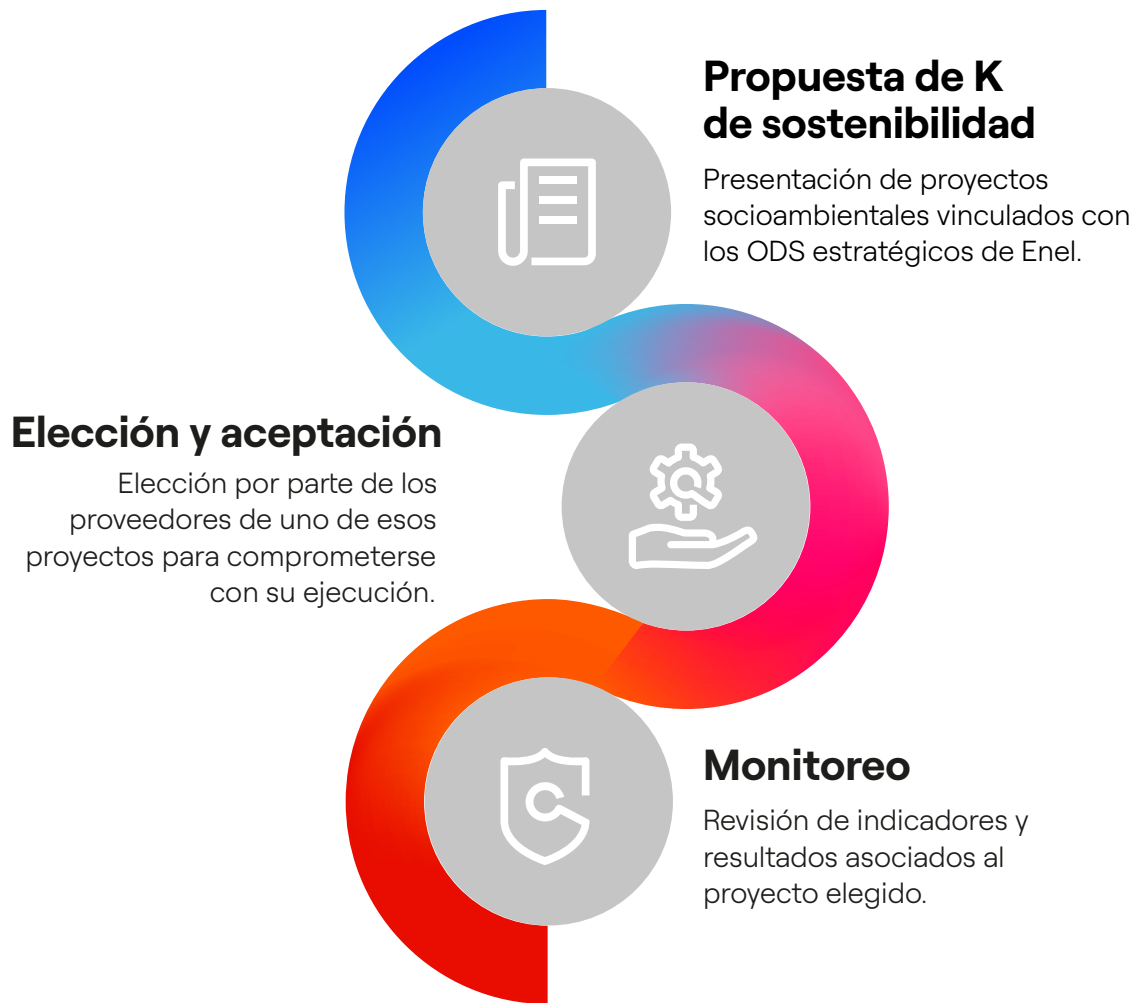 Propuesta de K
de sostenibilidad
Presentación de proyectos
socioambientales vinculados con
los ODS estratégicos de Enel.
Elección y aceptación
Elección por parte de los
proveedores de uno de esos
proyectos para comprometerse
con su ejecución.
Monitoreo
Revisión de indicadores y
resultados asociados al
proyecto elegido.